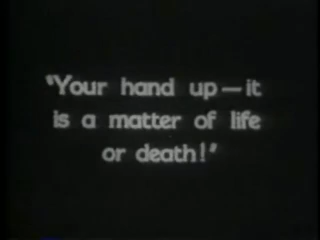 "Your hand up—it
is a matter of life
or death!"